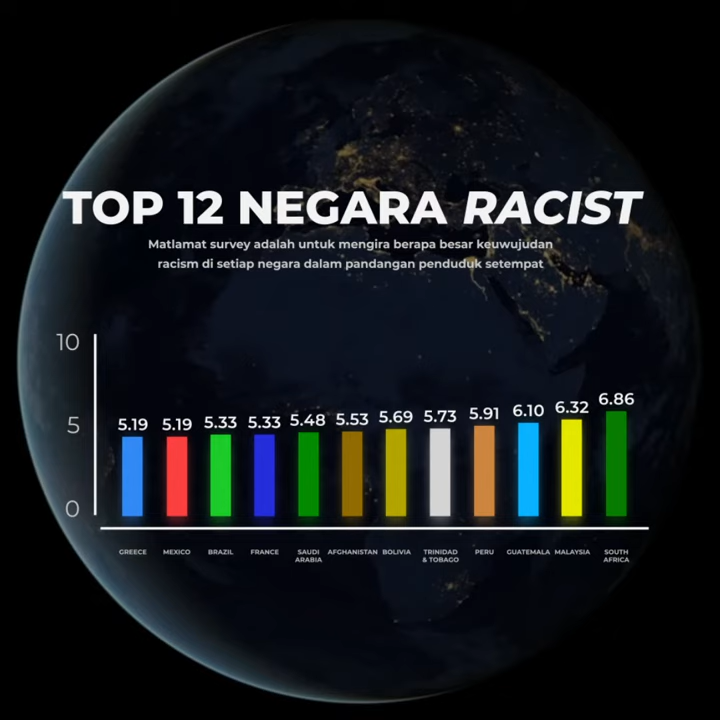 TOP 12 NEGARA RACIST
Matlamat survey adalah untuk mengira berapa besar keuwujudan
racism di setiap negara dalam pandangan penduduk setempat
10
5
0
5.19 5.19 5.33 5.33 5.48 5.53 5.69 5.73 5.91 6.10 6.32 6.86
GREECE MEXICO BRAZIL FRANCE SAUDI AFGHANISTAN BOLIVIA TRINIDAD PERU GUATEMALA MALAYSIA SOUTH
ARABIA & TOBAGO AFRICA